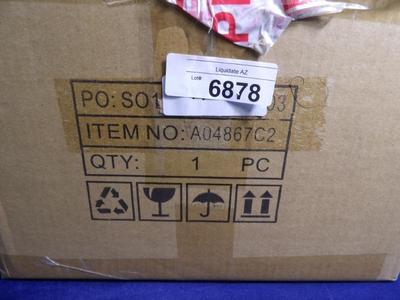 Liquidate AZ
Lot# 6878
PO: SO1 03
ITEM NO: A04867C2
QTY: 1 PC